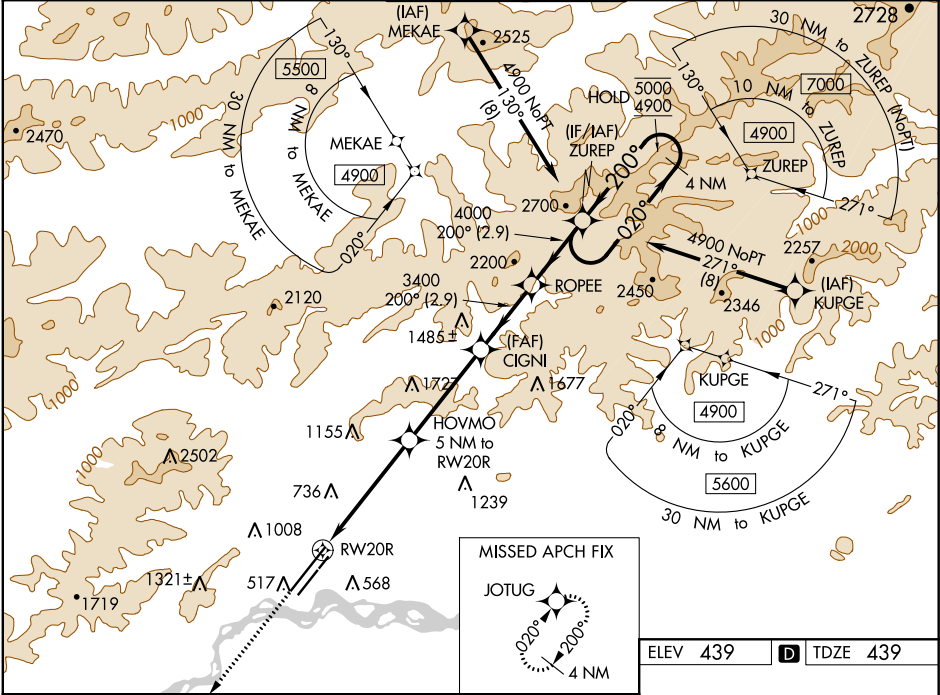 (IAF)
MEKAE
2525
2728
130°
5500
8 NM to MEKAE
30 NM to MEKAE
MEKAE
4900
020°
2470
1000
4900 NoPT
130°
(8)
HOLD
5000
4900
(IF/IAF)
ZUREP
200°
020°
4 NM
30 NM to ZUREP (NoPT)
7000
10 NM to ZUREP
130°
4900
ZUREP
271°
1000
2700
4000
200° (2.9)
2200
ROPEE
4900 NoPT
271°
(8)
2257
2000
2450
2346
(IAF)
KUPGE
3400
200° (2.9)
2120
1485±
(FAF)
CIGNI
1000
1000
1727
1677
KUPGE
271°
020°
4900
8 NM to KUPGE
5600
30 NM to KUPGE
1155
HOVMO
5 NM to
RW20R
1000
2502
736
1239
1008
RW20R
1321±
517
568
1719
MISSED APCH FIX
JOTUG
020°
200°
4 NM
ELEV 439
D
TDZE 439